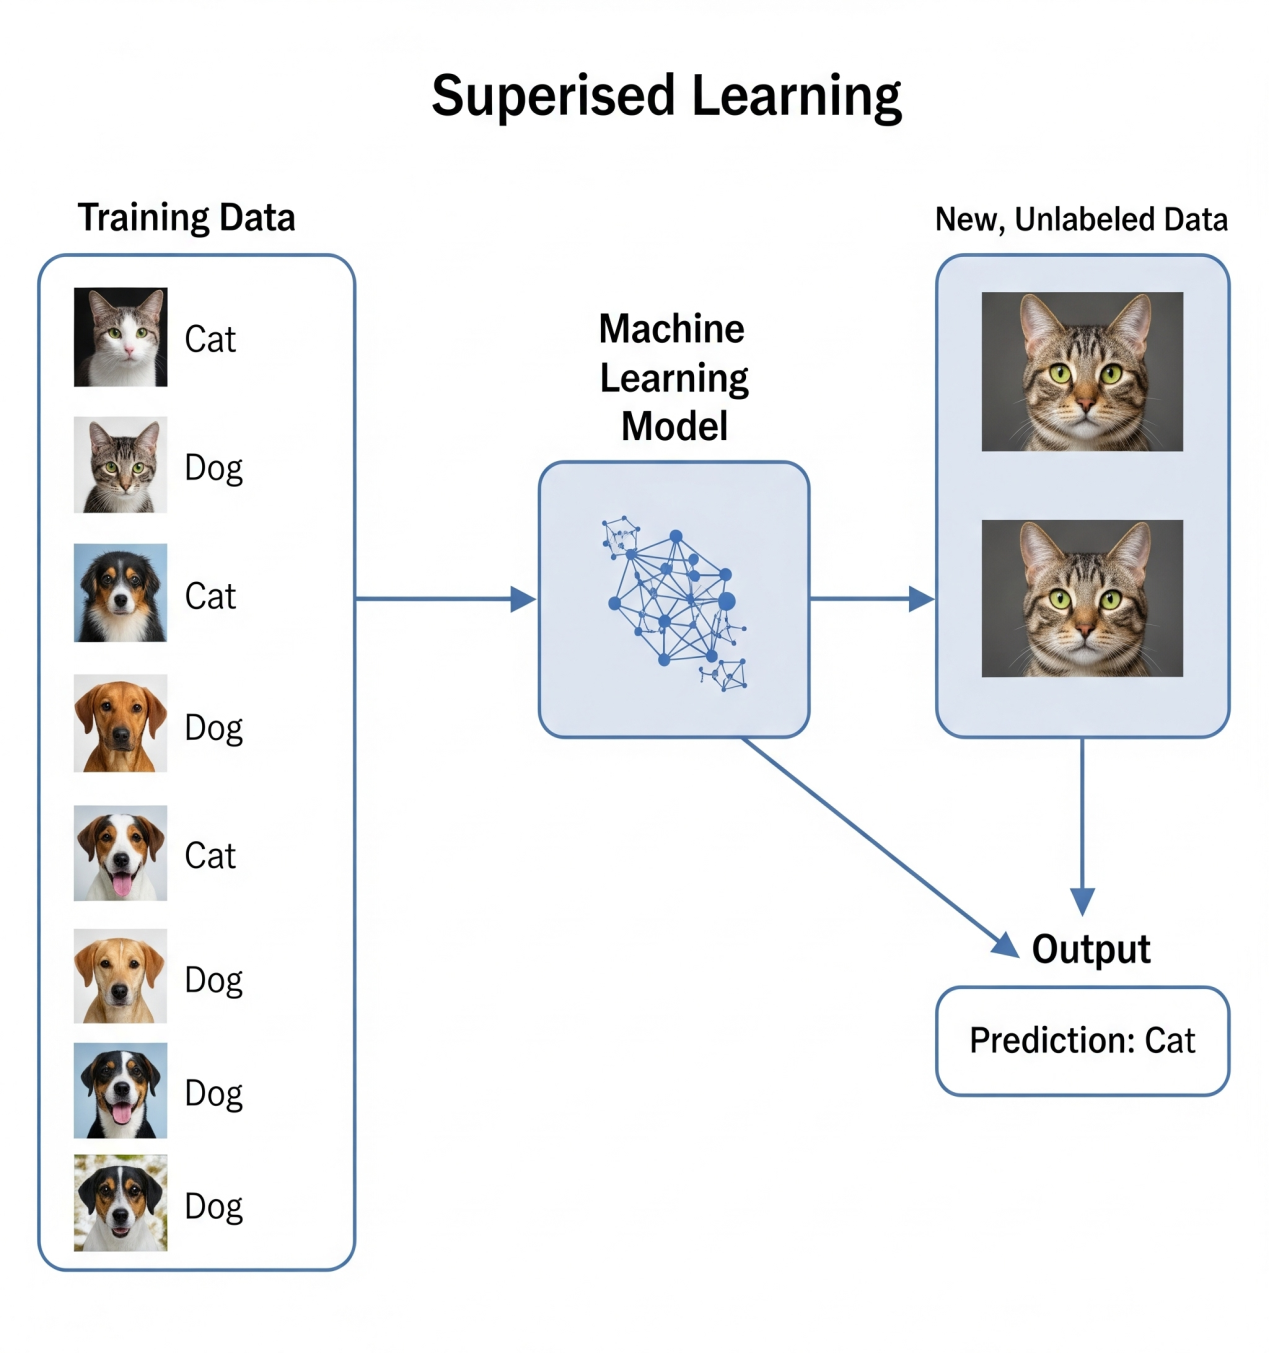 Superised Learning
Training Data
Cat
Dog
Cat
Dog
Cat
Dog
Dog
Dog
Machine
Learning
Model
New, Unlabeled Data
Output
Prediction: Cat